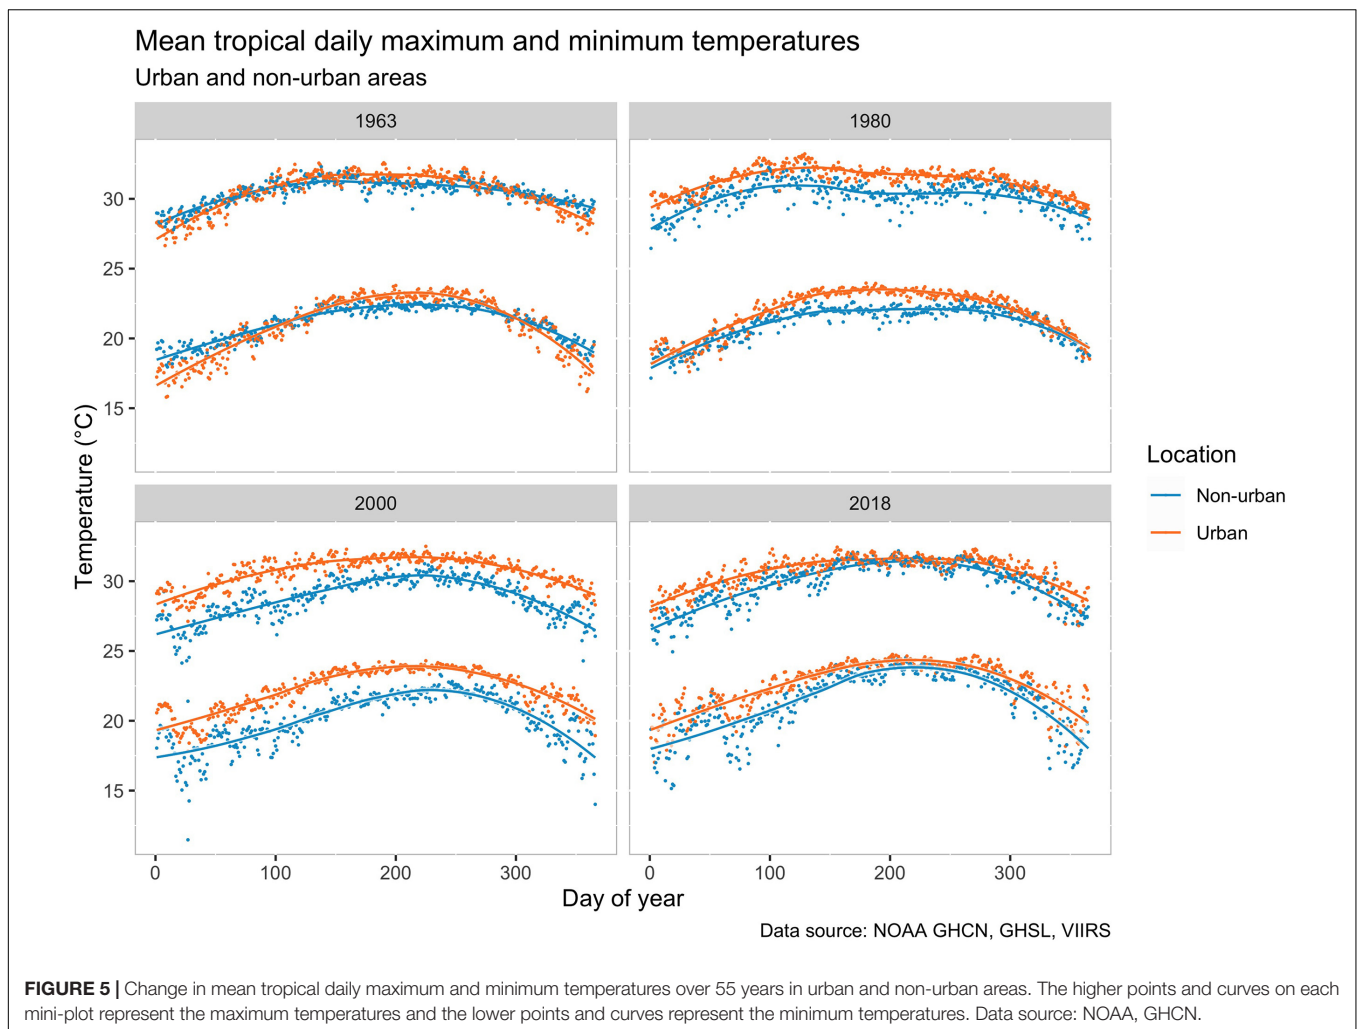 Mean tropical daily maximum and minimum temperatures
Urban and non-urban areas
1963
1980
30
25
20
15
Temperature (°C)
2000
2018
30
25
20
15
0 100 200 300
0 100 200 300
Day of year
Location
Non-urban
Urban
Data source: NOAA GHCN, GHSL, VIIRS
FIGURE 5 | Change in mean tropical daily maximum and minimum temperatures over 55 years in urban and non-urban areas. The higher points and curves on each
mini-plot represent the maximum temperatures and the lower points and curves represent the minimum temperatures. Data source: NOAA, GHCN.